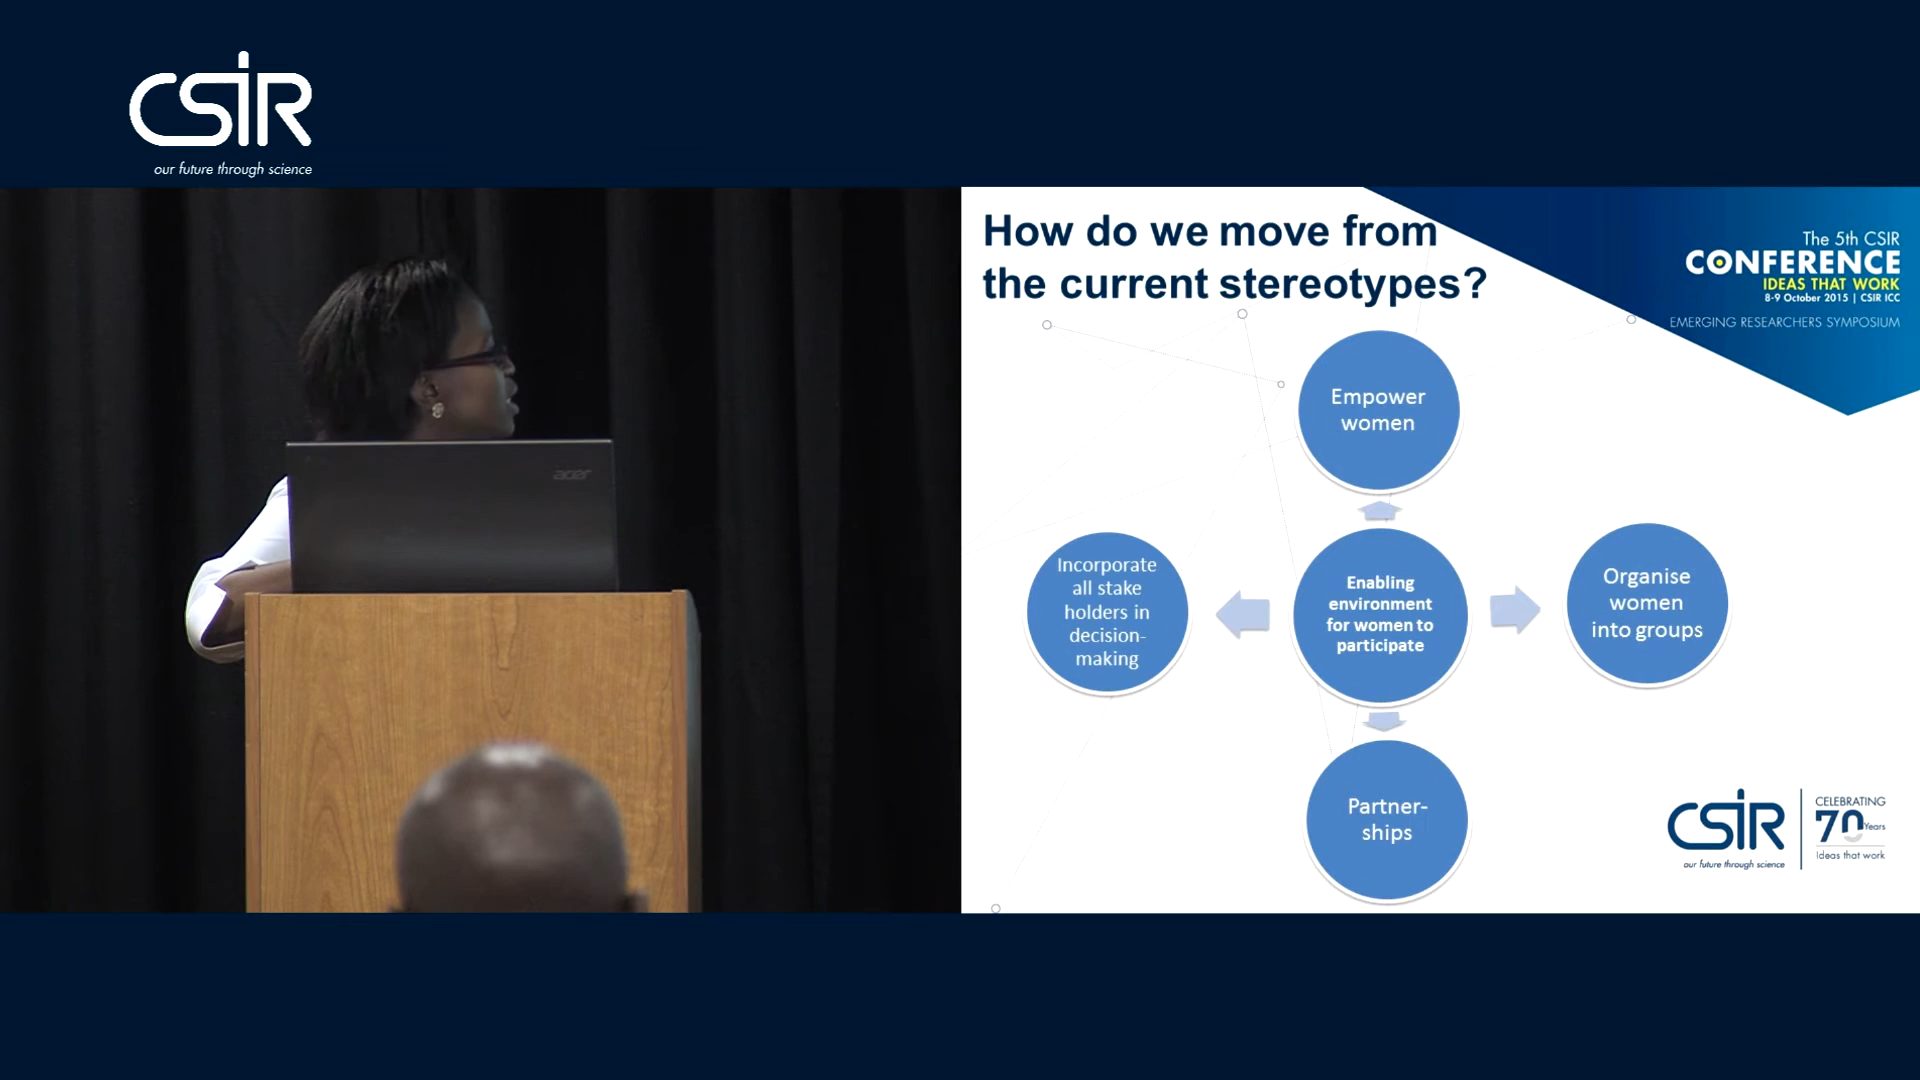 CSIR
our future through science
acer
How do we move from
the current stereotypes?
The 5th CSIR
CONFERENCE
IDEAS THAT WORK
8-9 October 2015 | CSIR ICC
EMERGING RESEARCHERS SYMPOSIUM
Empower
women
Incorporate
all stake
holders in
decision-
making
Enabling
environment
for women to
participate
Organise
women
into groups
Partner-
ships
CSIR
our future through science
CELEBRATING
70 Years
Ideas that work